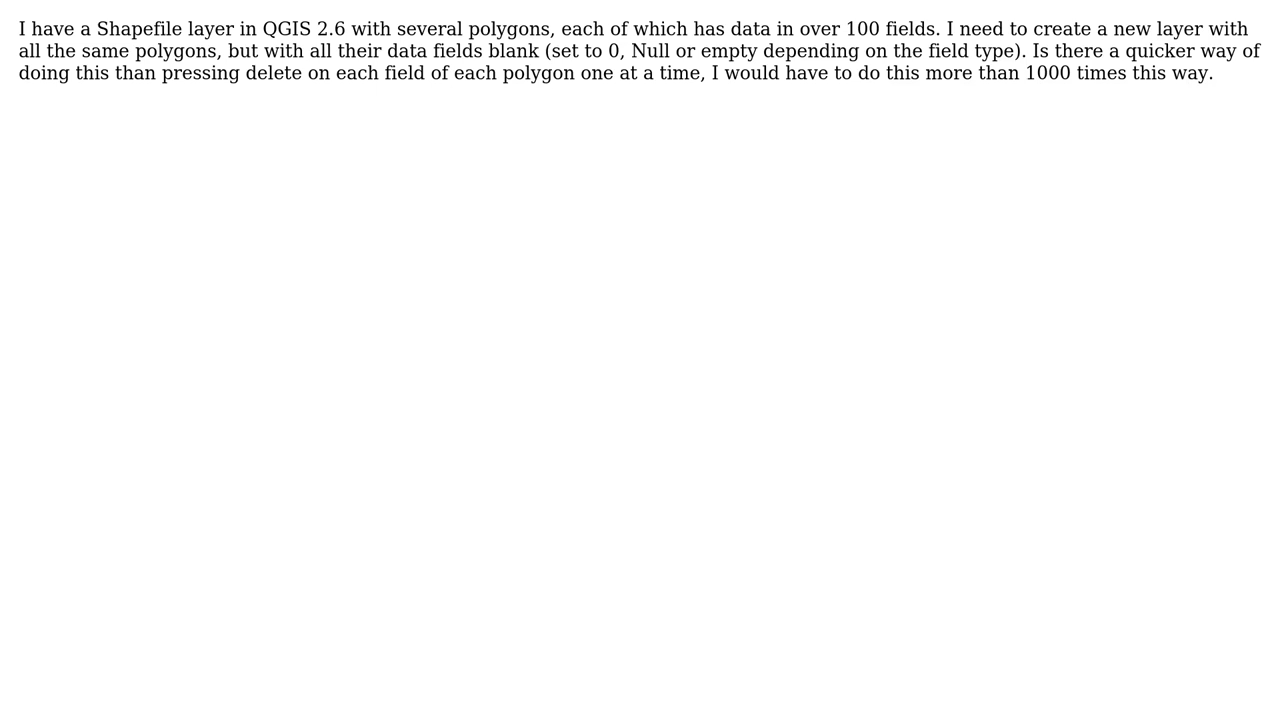 I have a Shapefile layer in QGIS 2.6 with several polygons, each of which has data in over 100 fields. I need to create a new layer with
all the same polygons, but with all their data fields blank (set to 0, Null or empty depending on the field type). Is there a quicker way of
doing this than pressing delete on each field of each polygon one at a time, I would have to do this more than 1000 times this way.